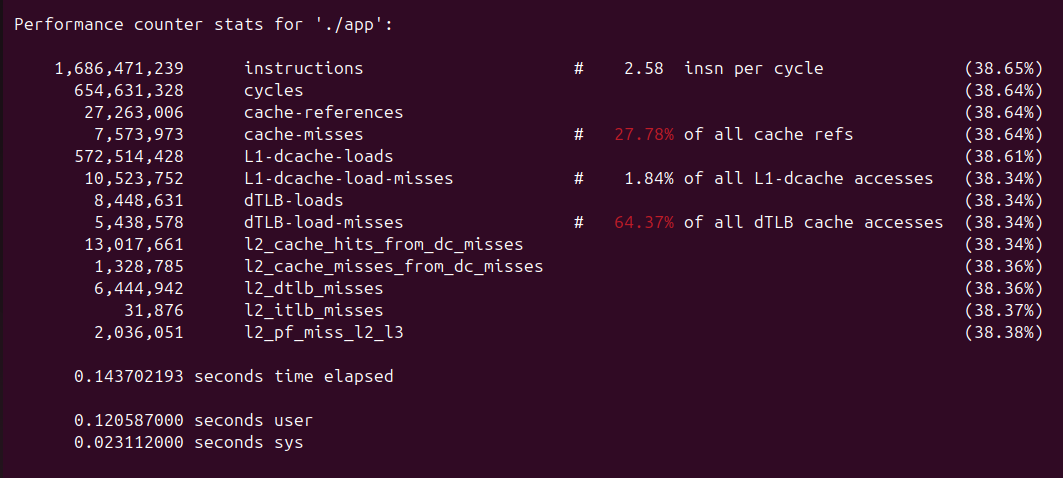 Performance counter stats for './app':
1,686,471,239 instructions # 2.58 insn per cycle (38.65%)
654,631,328 cycles (38.64%)
27,263,006 cache-references (38.64%)
7,573,973 cache-misses # 27.78% of all cache refs (38.64%)
572,514,428 L1-dcache-loads (38.61%)
10,523,752 L1-dcache-load-misses # 1.84% of all L1-dcache accesses (38.34%)
8,448,631 dTLB-loads (38.34%)
5,438,578 dTLB-load-misses # 64.37% of all dTLB cache accesses (38.34%)
13,017,661 l2_cache_hits_from_dc_misses (38.34%)
1,328,785 l2_cache_misses_from_dc_misses (38.36%)
6,444,942 l2_dtlb_misses (38.36%)
31,876 l2_itlb_misses (38.37%)
2,036,051 l2_pf_miss_l2_l3 (38.38%)
0.143702193 seconds time elapsed
0.120587000 seconds user
0.023112000 seconds sys